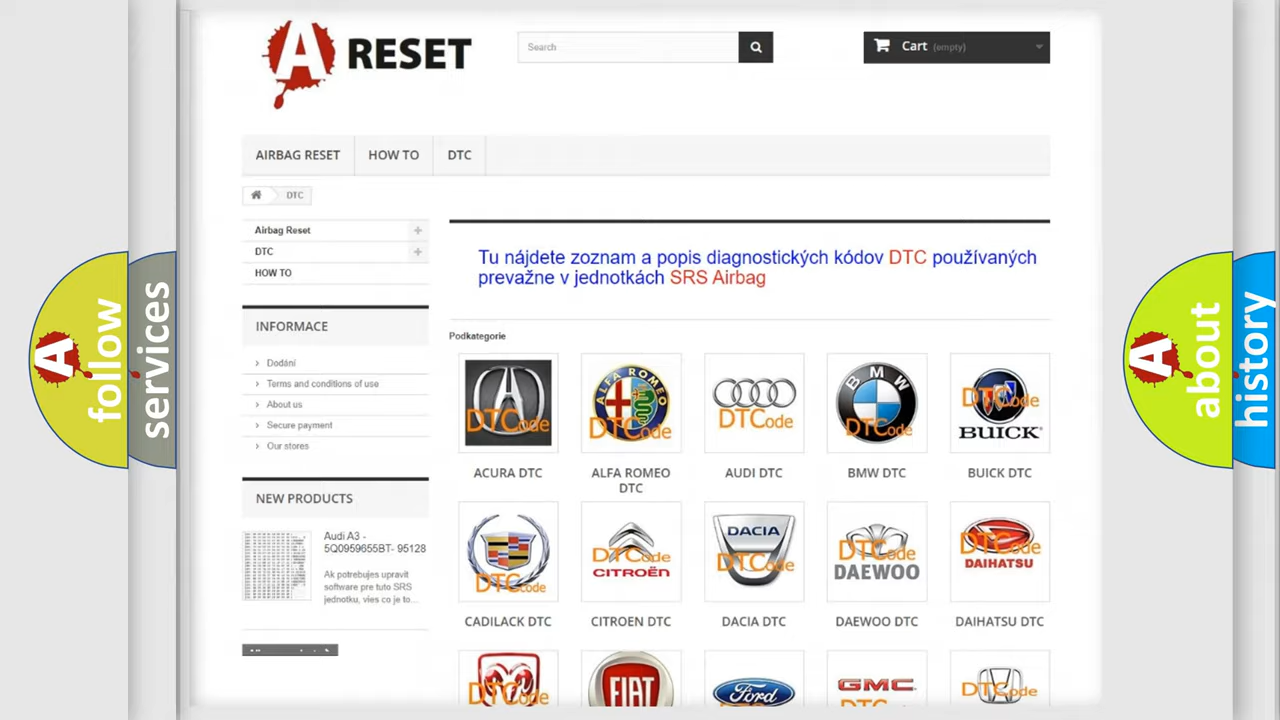 A RESET
Search
Cart (empty)
AIRBAG RESET
HOW TO
DTC
DTC
Airbag Reset
DTC
HOW TO
Tu nájdete zoznam a popis diagnostických kódov DTC používaných
prevažne v jednotkách SRS Airbag
INFORMACE
Dodání
Terms and conditions of use
About us
Secure payment
Our stores
Podkategorie
DTCode
ALFA ROMEO
DTCode
DTCode
BMW
DTCode
DTCode
BUICK
ACURA DTC
ALFA ROMEO
DTC
AUDI DTC
BMW DTC
BUICK DTC
NEW PRODUCTS
Audi A3 -
5Q0959655BT- 95128
Ak potrebujes upravit
software pre tuto SRS
jednotku, vies co je to...
DTCode
DTCode
CITROËN
DACIA
DTCode
DTCode
DAEWOO
DTCode
DAIHATSU
CADILACK DTC
CITROEN DTC
DACIA DTC
DAEWOO DTC
DAIHATSU DTC
DTCode
FIAT
Ford
GMC
DTCode
A follow
services
A about
history